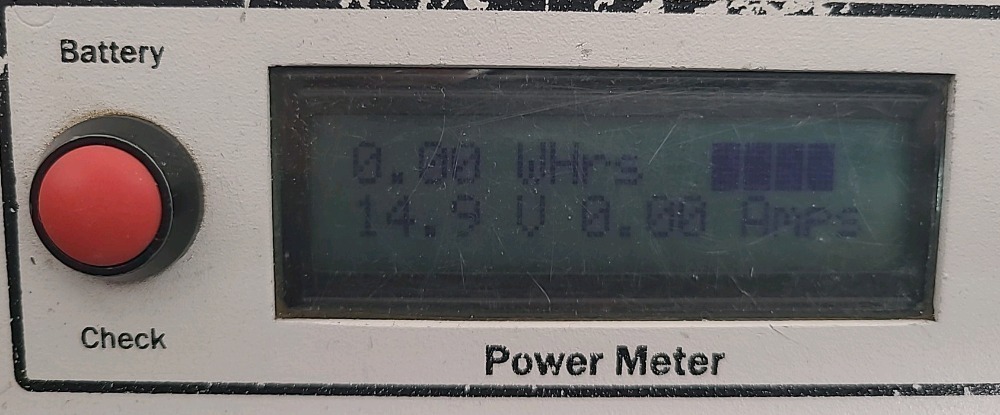 Battery
0.00 WHrs
14.9 V 0.00 Amps
Check
Power Meter